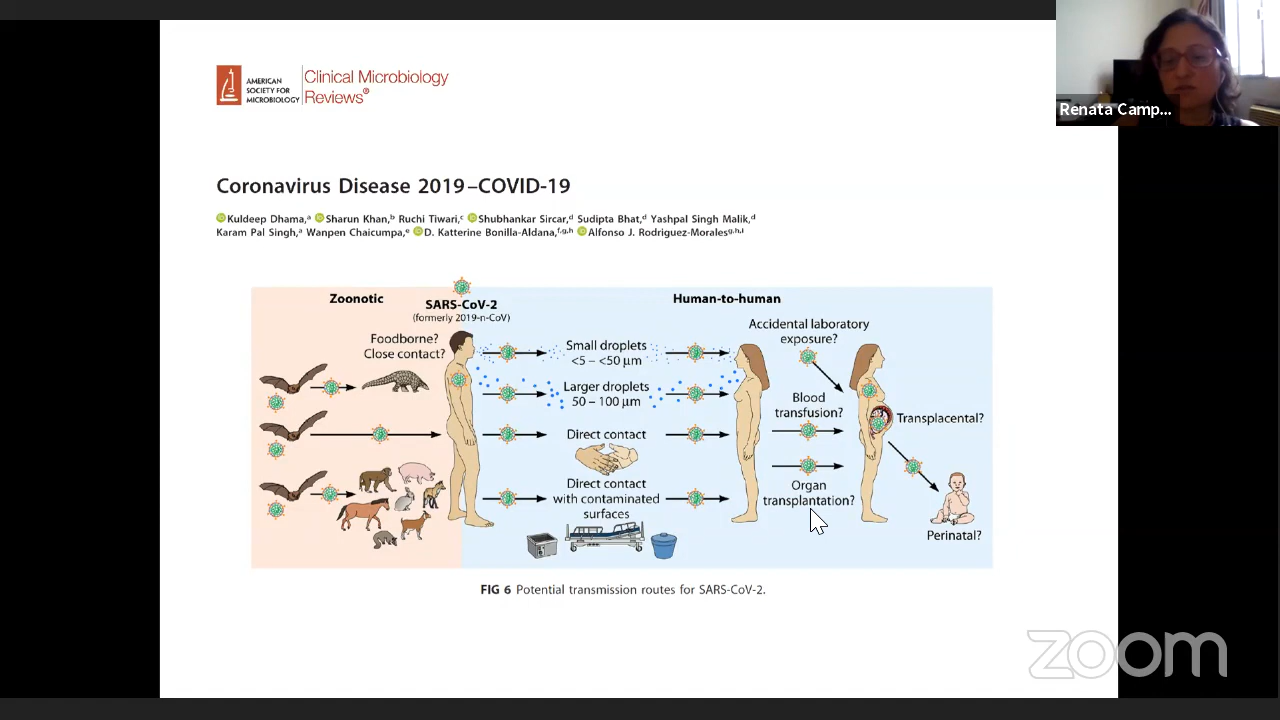 Renata Camp...
AMERICAN
SOCIETY FOR
MICROBIOLOGY
Clinical Microbiology
Reviews®
Coronavirus Disease 2019–COVID-19
Kuldeep Dhama,ᵃ Sharun Khan,ᵇ Ruchi Tiwari,ᶜ Shubhankar Sircar,ᵈ Sudipta Bhat,ᵈ Yashpal Singh Malik,ᵈ
Karam Pal Singh,ᵃ Wanpen Chaicumpa,ᵉ D. Katterine Bonilla-Aldana,ᶠ,ᵍ,ʰ Alfonso J. Rodriguez-Moralesᵍ,ʰ,ⁱ
Zoonotic
SARS-CoV-2
(formerly 2019-n-CoV)
Human-to-human
Foodborne?
Close contact?
Small droplets
<5 – <50 μm
Larger droplets
50 – 100 μm
Direct contact
Direct contact
with contaminated
surfaces
Accidental laboratory
exposure?
Blood
transfusion?
Organ
transplantation?
Transplacental?
Perinatal?
FIG 6 Potential transmission routes for SARS-CoV-2.
zoom